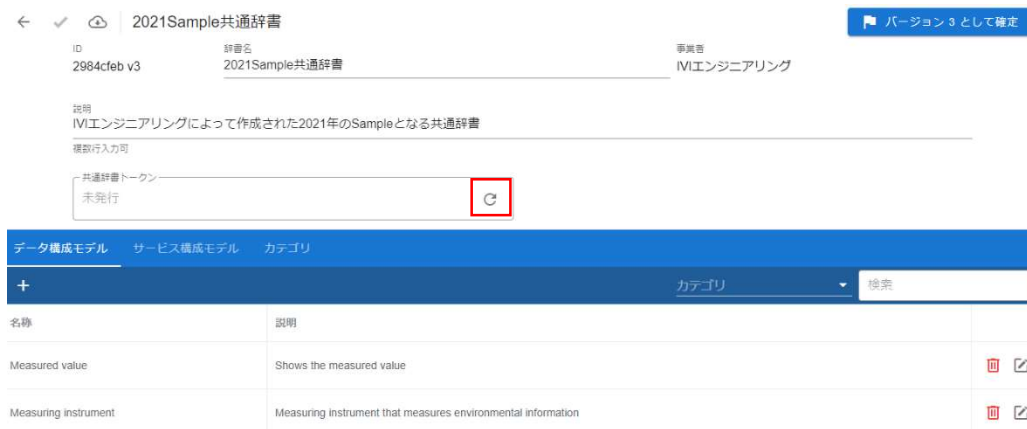 2021Sample共通辞書
バージョン 3 として確定
ID 辞書名 事業者
2984cfeb v3 2021Sample共通辞書 IVIエンジニアリング
説明
IVIエンジニアリングによって作成された2021年のSampleとなる共通辞書
複数行入力可
共通辞書トークン
未発行
データ構成モデル サービス構成モデル カテゴリ
+ カテゴリ 検索
名称 説明
Measured value Shows the measured value
Measuring instrument Measuring instrument that measures environmental information